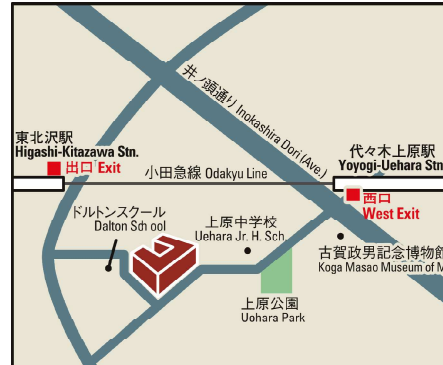 井ノ頭通り Inokashira Dori (Ave.)
東北沢駅
Higashi-Kitazawa Stn.
出口 Exit
代々木上原駅
Yoyogi-Uehara Stn
小田急線 Odakyu Line
西口
West Exit
ドルトンスクール
Dalton Sch ool
上原中学校
Uehara Jr. H. Sch.
古賀政男記念博物館
Koga Masao Museum of M
上原公園
Uohara Park